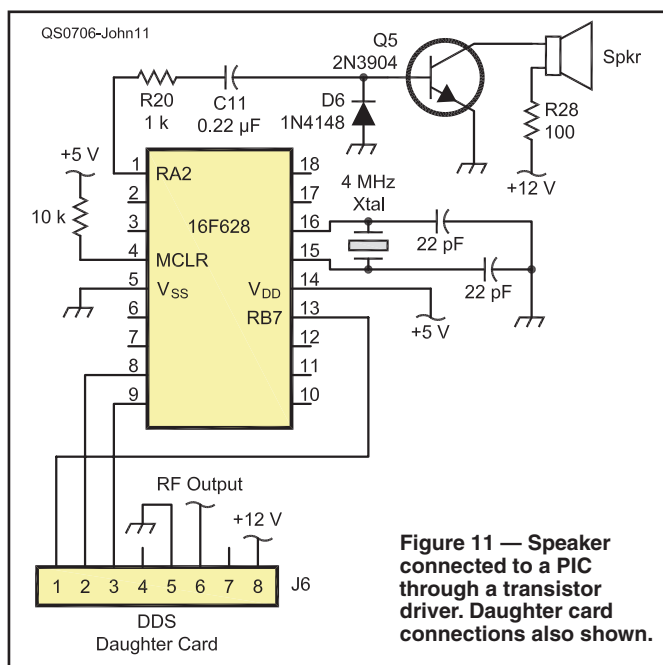 QS0706-John11
Q5
2N3904
Spkr
R20
1 k
C11
0.22 µF
D6
1N4148
R28
100
+12 V
+5 V
10 k
1
RA2
2
3
4
MCLR
5
VSS
6
7
8
9
16F628
18
17
16
15
14
VDD
13
RB7
12
11
10
4 MHz
Xtal
22 pF
22 pF
+5 V
RF Output
+12 V
1 2 3 4 5 6 7 8
J6
DDS
Daughter Card
Figure 11 — Speaker
connected to a PIC
through a transistor
driver. Daughter card
connections also shown.